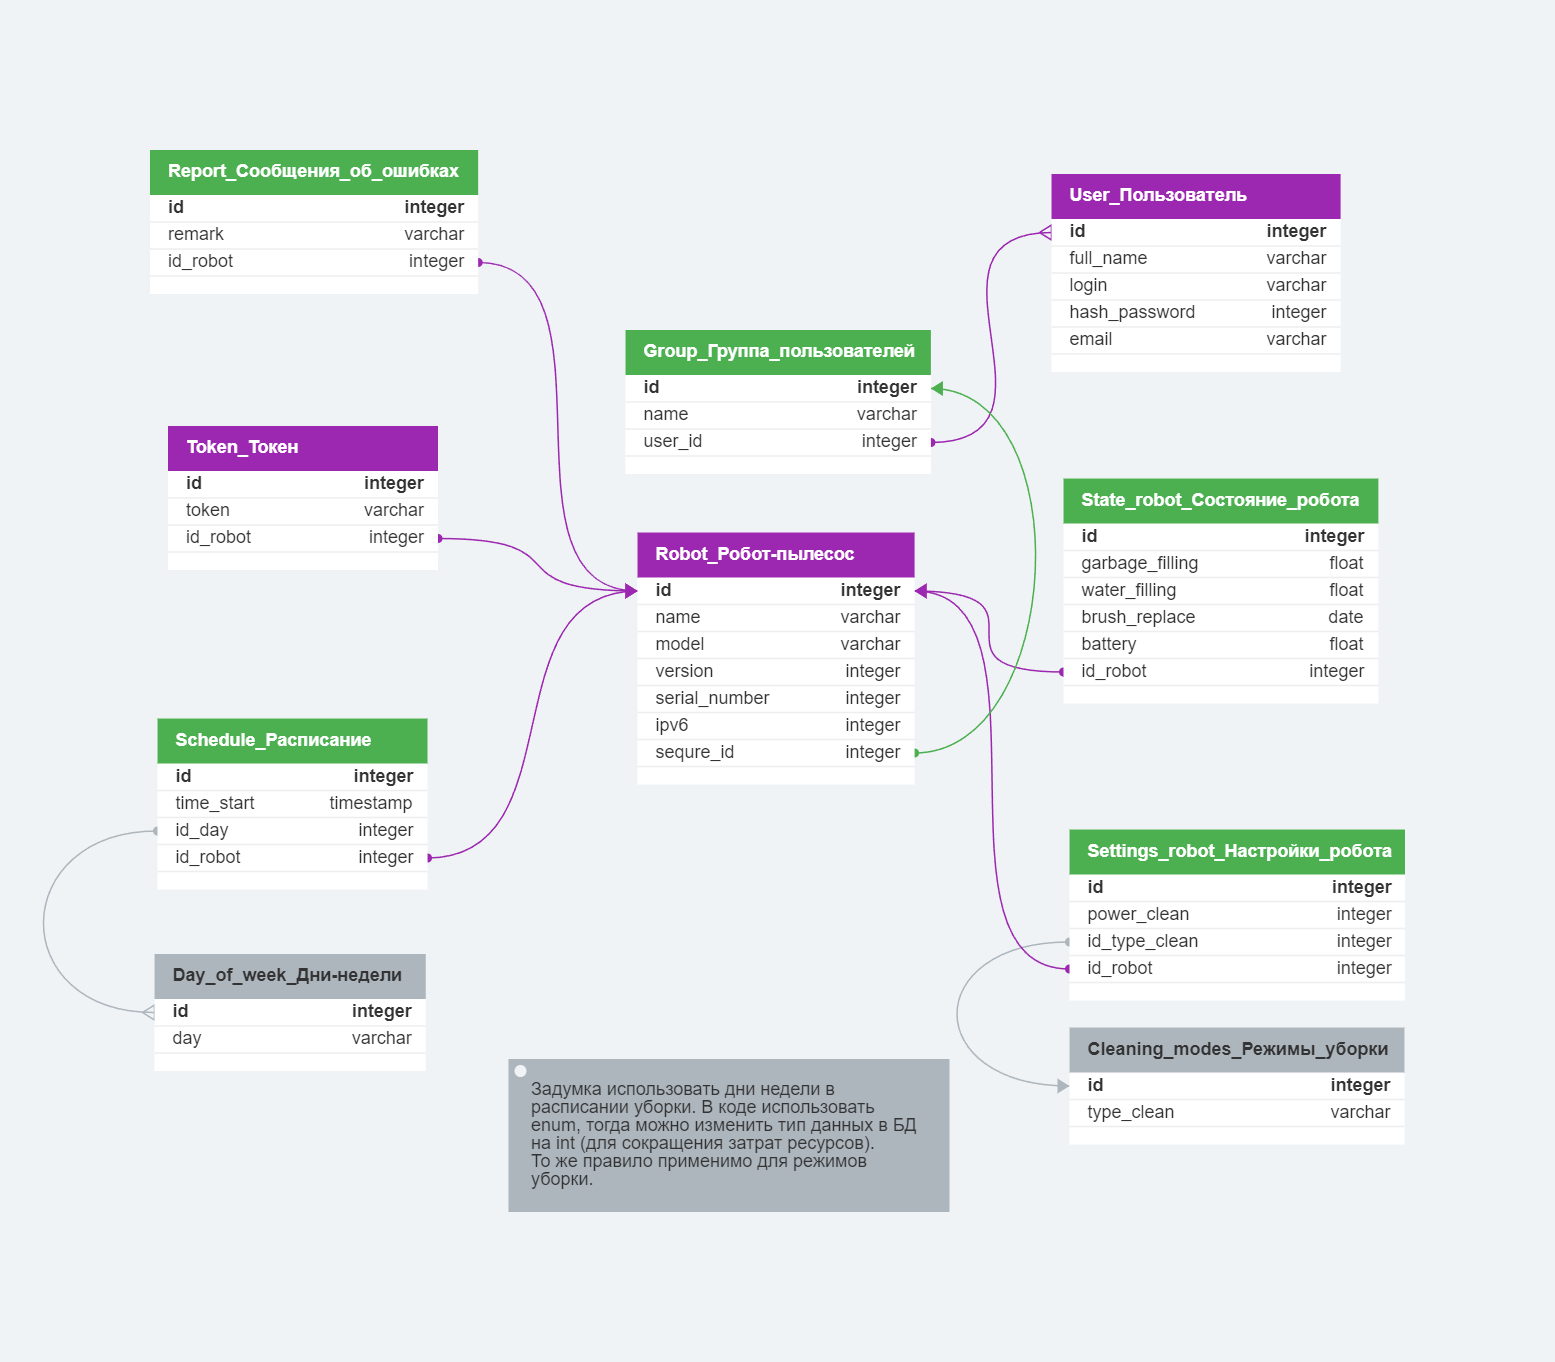 Report_Сообщения_об_ошибках
id integer
remark varchar
id_robot integer
User_Пользователь
id integer
full_name varchar
login varchar
hash_password integer
email varchar
Group_Группа_пользователей
id integer
name varchar
user_id integer
Token_Токен
id integer
token varchar
id_robot integer
State_robot_Состояние_робота
id integer
garbage_filling float
water_filling float
brush_replace date
battery float
id_robot integer
Robot_Робот-пылесос
id integer
name varchar
model varchar
version integer
serial_number integer
ipv6 integer
sequre_id integer
Schedule_Расписание
id integer
time_start timestamp
id_day integer
id_robot integer
Settings_robot_Настройки_робота
id integer
power_clean integer
id_type_clean integer
id_robot integer
Day_of_week_Дни-недели
id integer
day varchar
Cleaning_modes_Режимы_уборки
id integer
type_clean varchar
Задумка использовать дни недели в
расписании уборки. В коде использовать
enum, тогда можно изменить тип данных в БД
на int (для сокращения затрат ресурсов).
То же правило применимо для режимов
уборки.